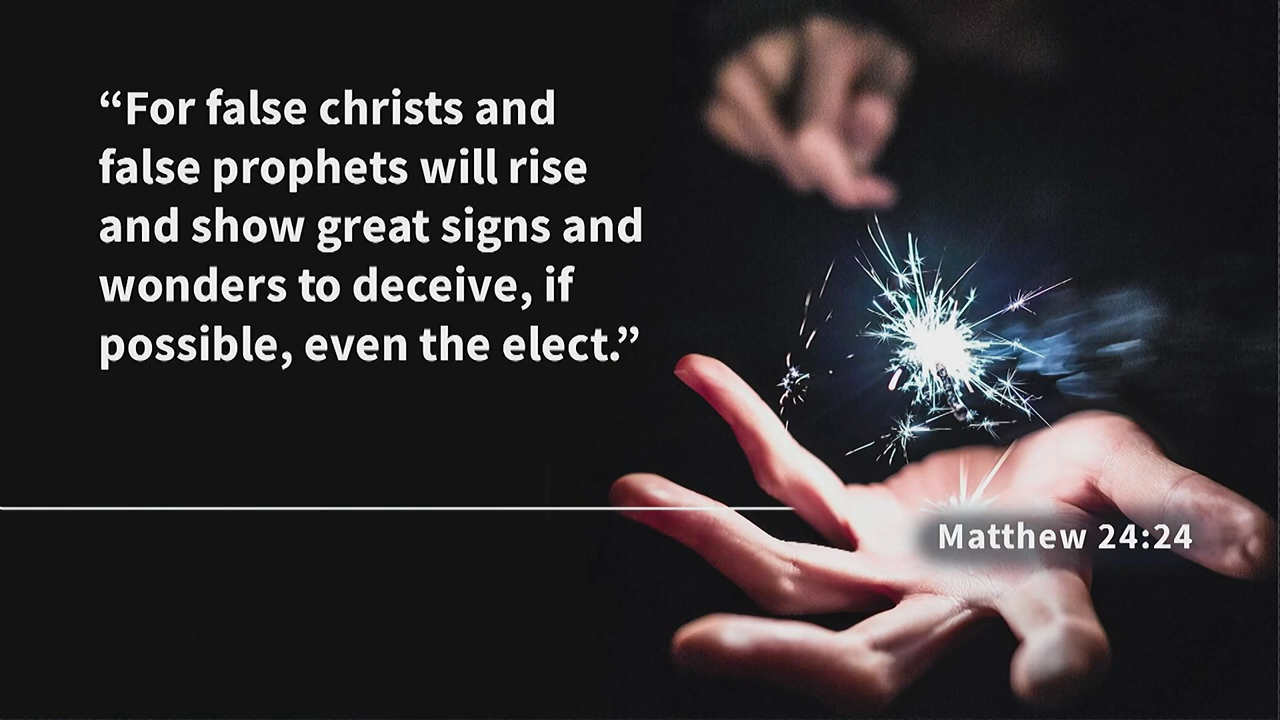 “For false christs and
false prophets will rise
and show great signs and
wonders to deceive, if
possible, even the elect.”
Matthew 24:24